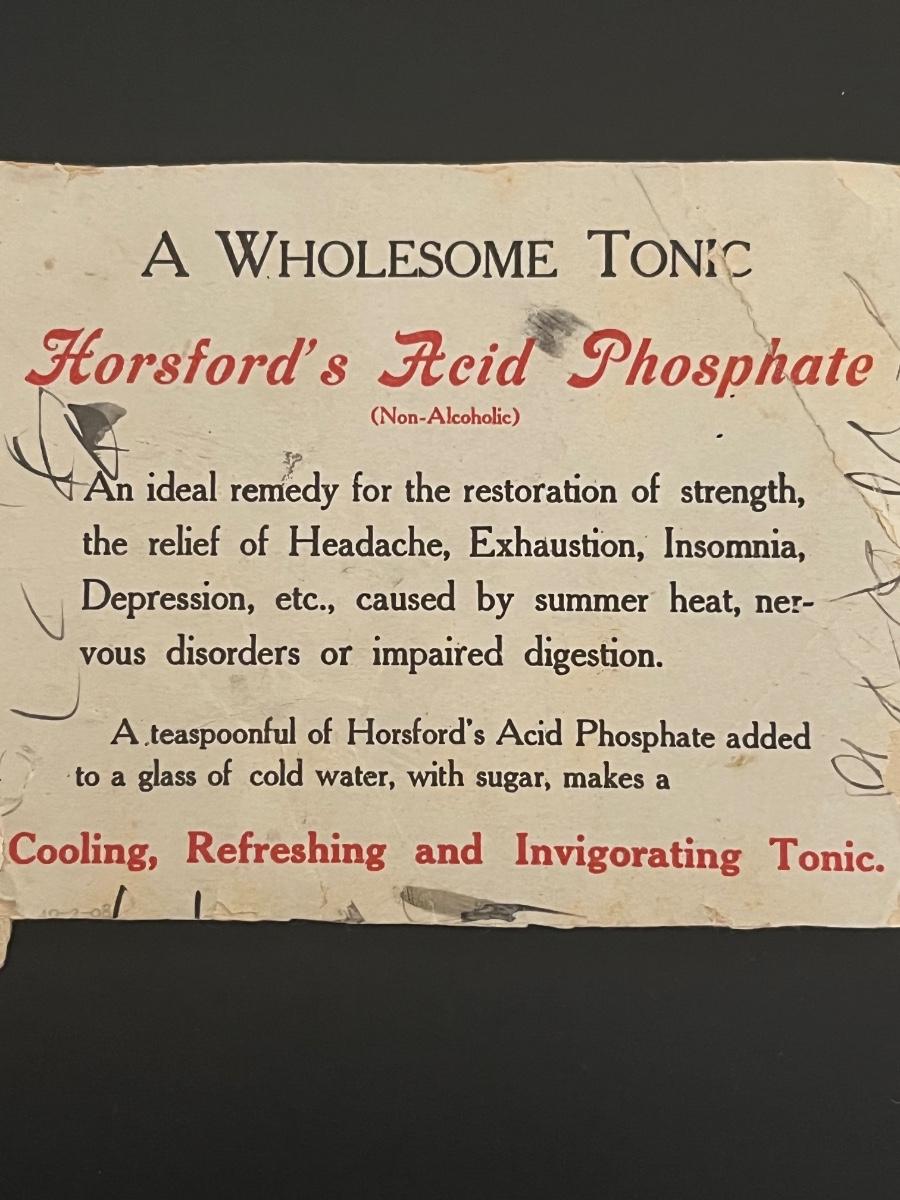 A WHOLESOME TONIC
Horsford's Acid Phosphate
(Non-Alcoholic)
An ideal remedy for the restoration of strength,
the relief of Headache, Exhaustion, Insomnia,
Depression, etc., caused by summer heat, ner-
vous disorders or impaired digestion.
A teaspoonful of Horsford's Acid Phosphate added
to a glass of cold water, with sugar, makes a
Cooling, Refreshing and Invigorating Tonic.